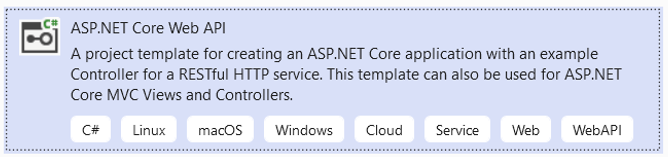 C#
ASP.NET Core Web API
A project template for creating an ASP.NET Core application with an example
Controller for a RESTful HTTP service. This template can also be used for ASP.NET
Core MVC Views and Controllers.
C# Linux macOS Windows Cloud Service Web WebAPI